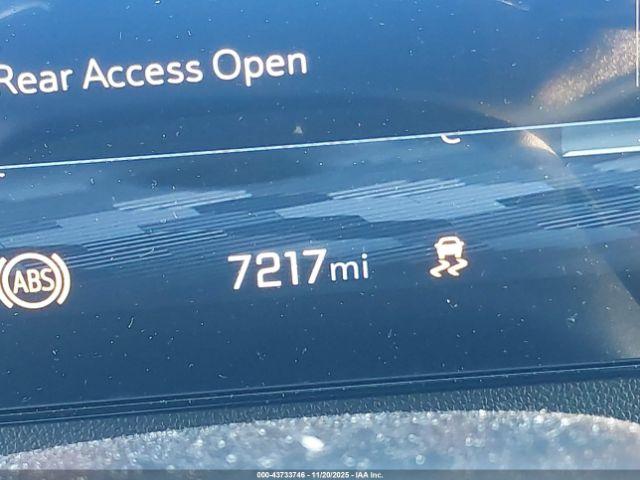 Rear Access Open
ABS
7217mi
000-43733746 - 11/20/2025 - IAA Inc.